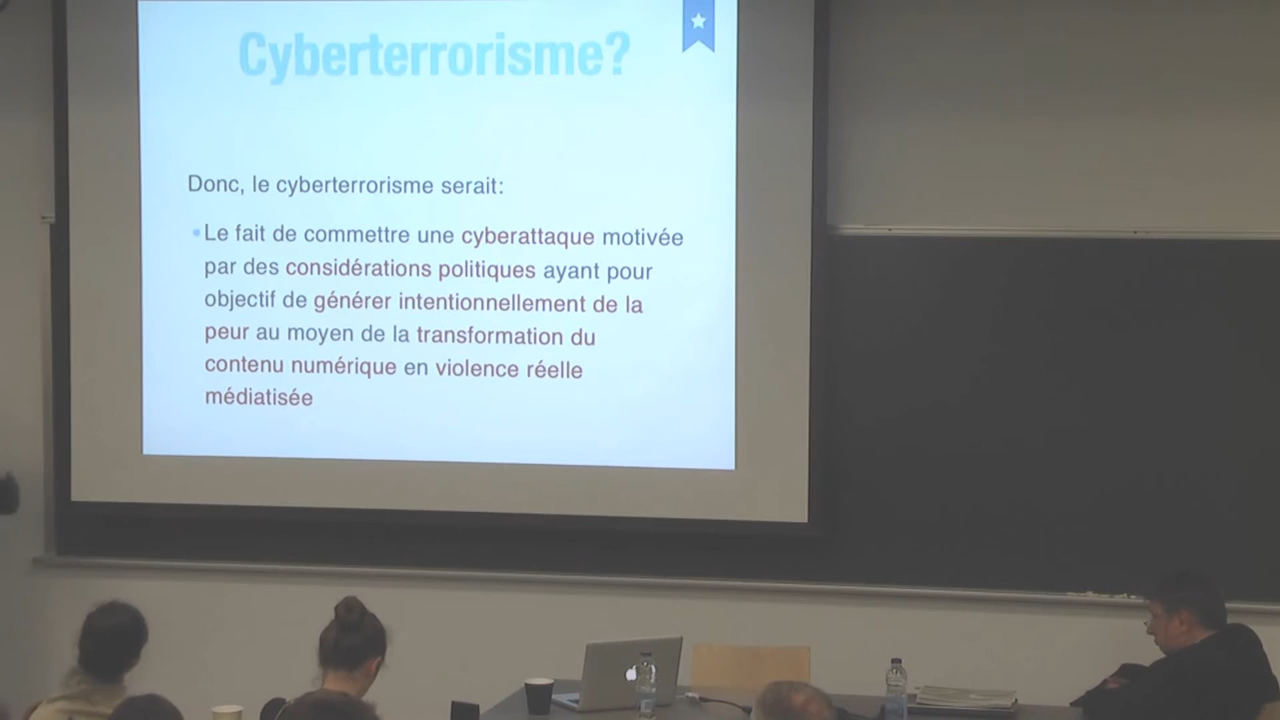 Cyberterrorisme?
Donc, le cyberterrorisme serait:
•Le fait de commettre une cyberattaque motivée
par des considérations politiques ayant pour
objectif de générer intentionnellement de la
peur au moyen de la transformation du
contenu numérique en violence réelle
médiatisée